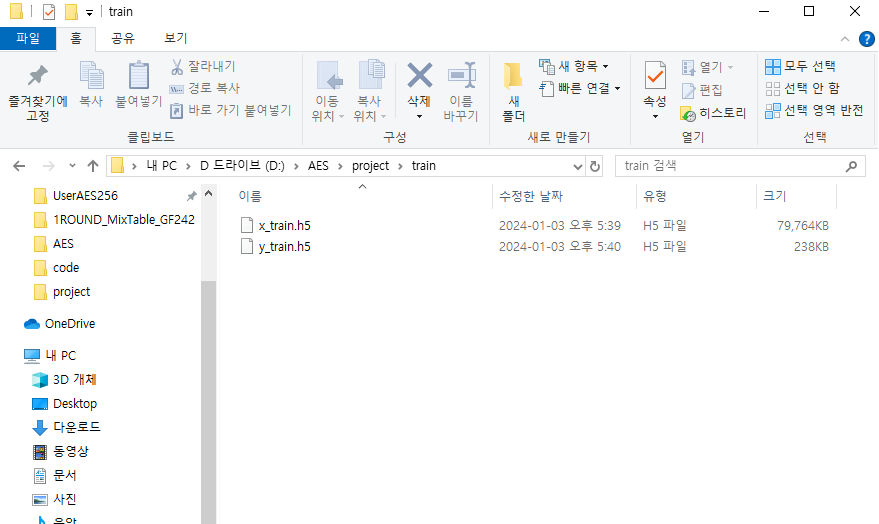 train
파일 홈 공유 보기
즐겨찾기에 고정
복사
붙여넣기
잘라내기
경로 복사
바로 가기 붙여넣기
클립보드
이동 위치
복사 위치
삭제
이름 바꾸기
구성
새 폴더
새 항목
빠른 연결
새로 만들기
속성
열기
편집
히스토리
열기
모두 선택
선택 안 함
선택 영역 반전
선택
내 PC > D 드라이브 (D:) > AES > project > train
train 검색
UserAES256
1ROUND_MixTable_GF242
AES
code
project
OneDrive
내 PC
3D 개체
Desktop
다운로드
동영상
문서
사진
음악
이름 수정한 날짜 유형 크기
x_train.h5 2024-01-03 오후 5:39 H5 파일 79,764KB
y_train.h5 2024-01-03 오후 5:40 H5 파일 238KB